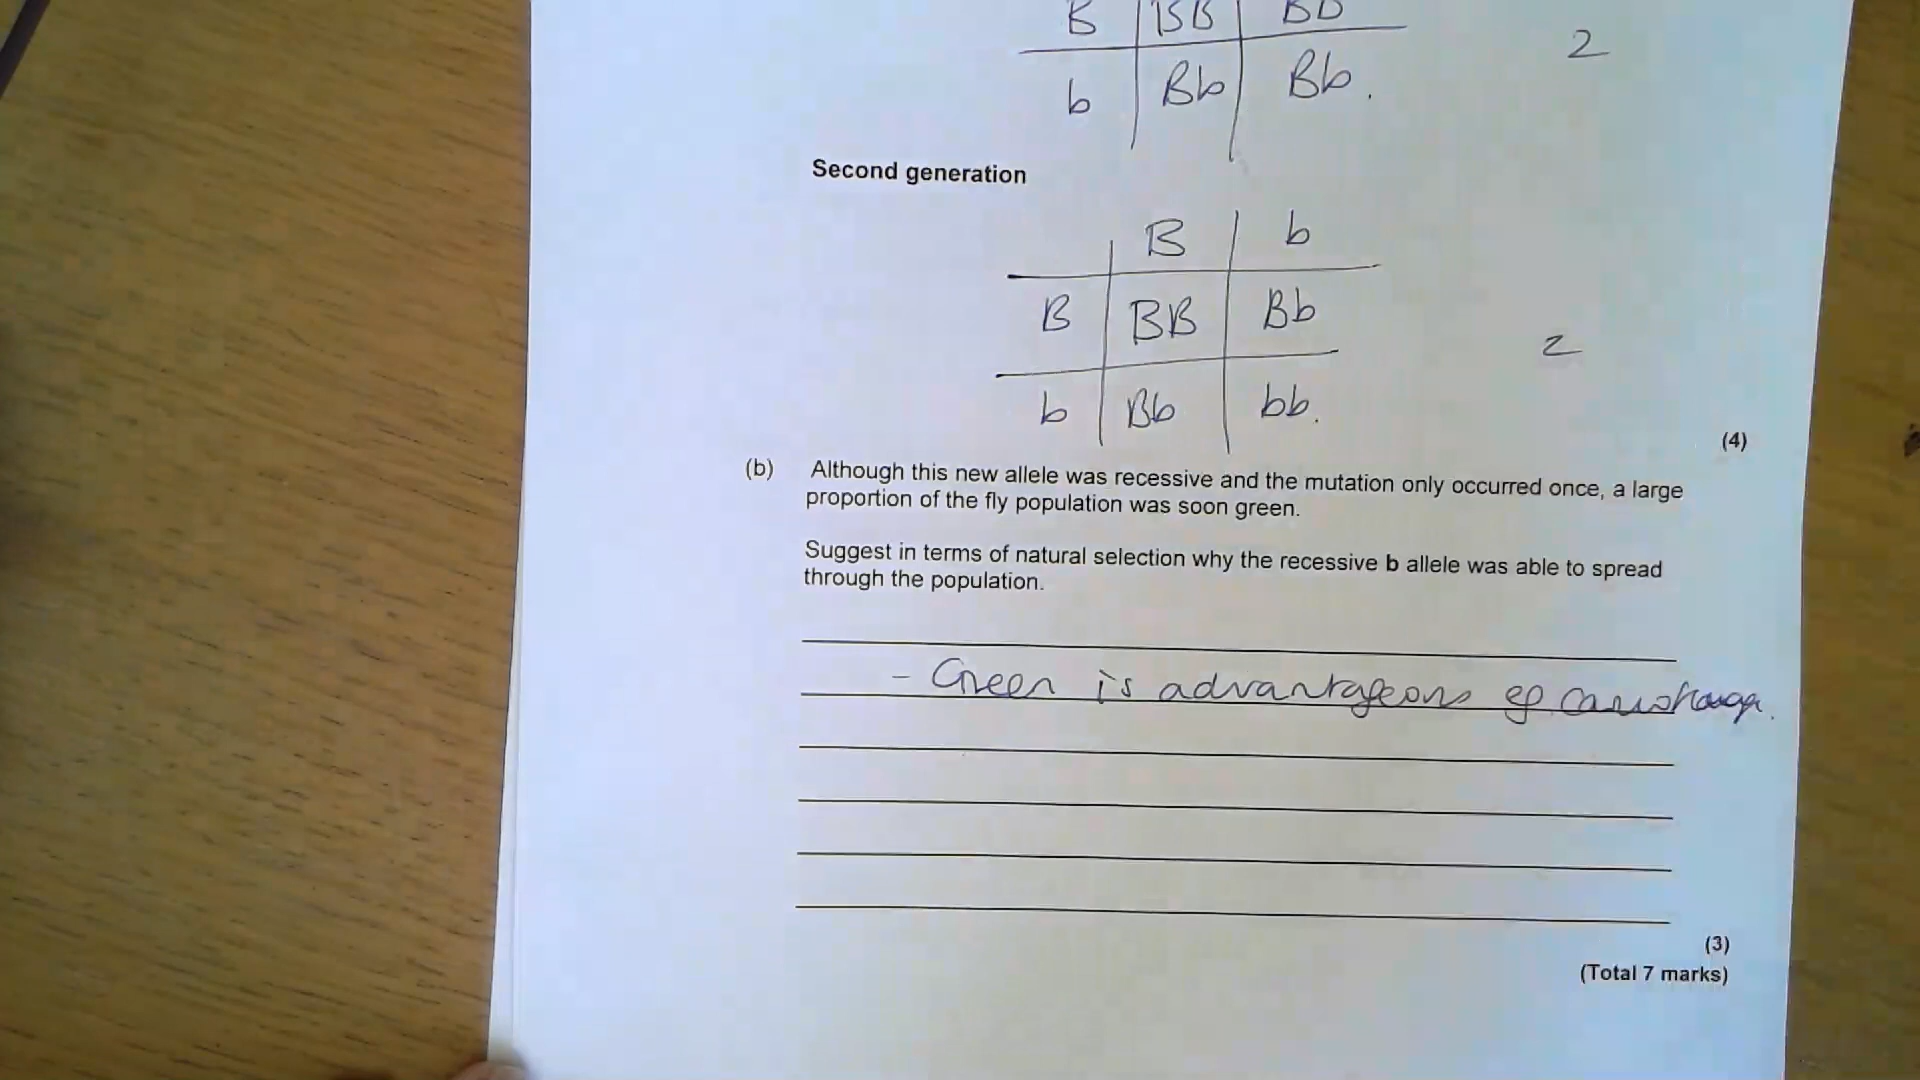 B BB BB
b Bb Bb.
2
Second generation
B b
B BB Bb
2
b Bb bb.
(4)
(b) Although this new allele was recessive and the mutation only occurred once, a large
proportion of the fly population was soon green.
Suggest in terms of natural selection why the recessive b allele was able to spread
through the population.
- Green is advantageous eg
(3)
(Total 7 marks)